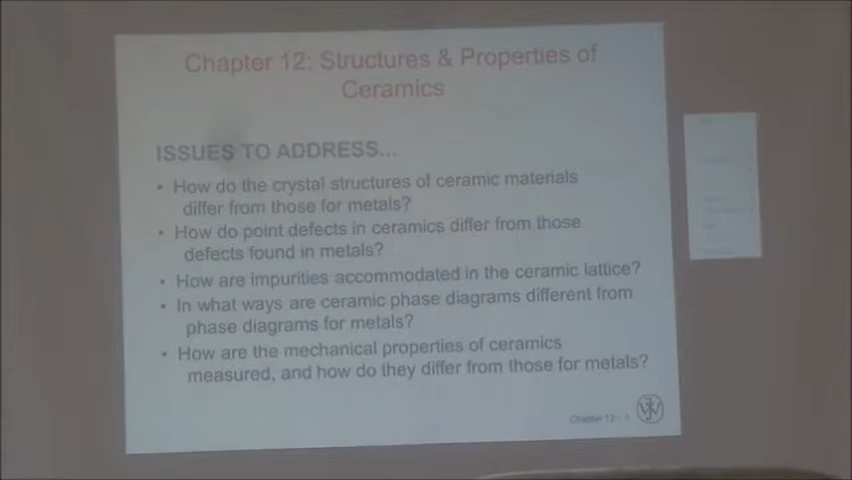 Chapter 12: Structures & Properties of
Ceramics
ISSUES TO ADDRESS...
• How do the crystal structures of ceramic materials
differ from those for metals?
• How do point defects in ceramics differ from those
defects found in metals?
• How are impurities accommodated in the ceramic lattice?
• In what ways are ceramic phase diagrams different from
phase diagrams for metals?
• How are the mechanical properties of ceramics
measured, and how do they differ from those for metals?
Chapter 12 - 1